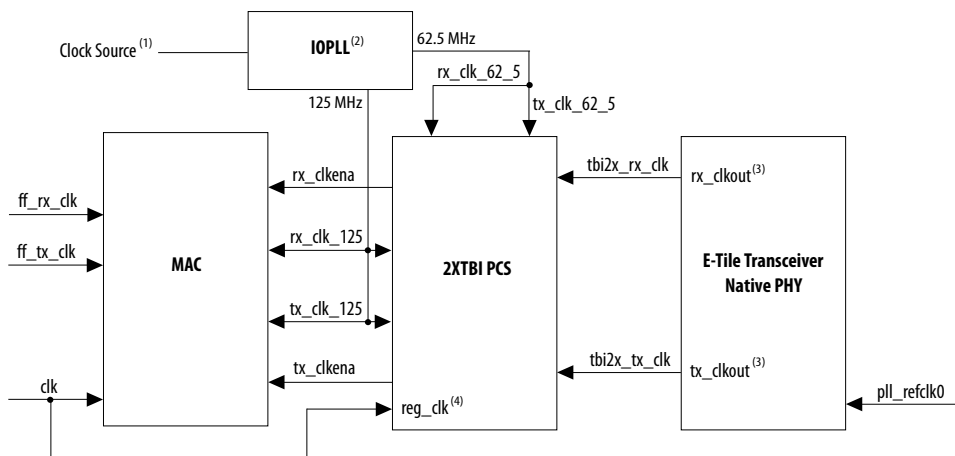 Clock Source (1)
IOPLL (2)
62.5 MHz
rx_clk_62_5
125 MHz
tx_clk_62_5
rx_clkena
tbi2x_rx_clk
rx_clkout (3)
ff_rx_clk
rx_clk_125
ff_tx_clk
MAC
2XTBI PCS
E-Tile Transceiver
Native PHY
tx_clk_125
tbi2x_tx_clk
tx_clkout (3)
tx_clkena
clk
reg_clk (4)
pll_refclk0